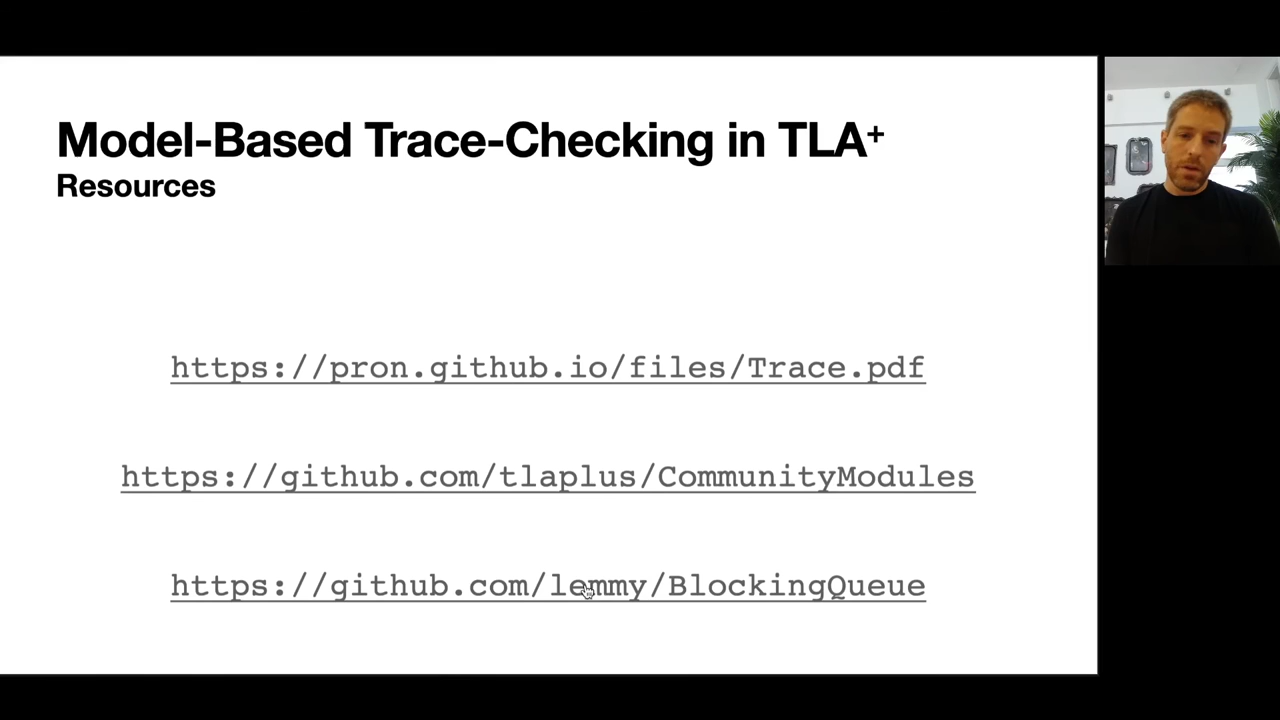 Model-Based Trace-Checking in TLA⁺
Resources
https://pron.github.io/files/Trace.pdf
https://github.com/tlaplus/CommunityModules
https://github.com/lemmy/BlockingQueue